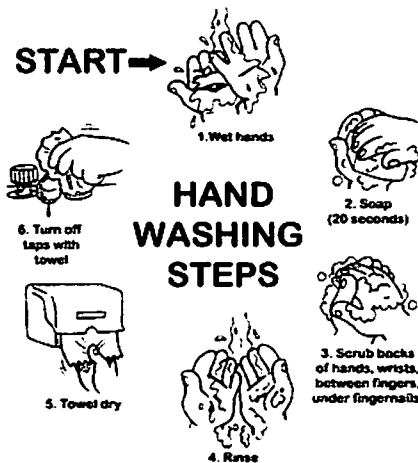 START
1. Wet hands
2. Soap
(20 seconds)
3. Scrub backs
of hands, wrists,
between fingers,
under fingernails
4. Rinse
5. Towel dry
6. Turn off
taps with
towel
HAND
WASHING
STEPS